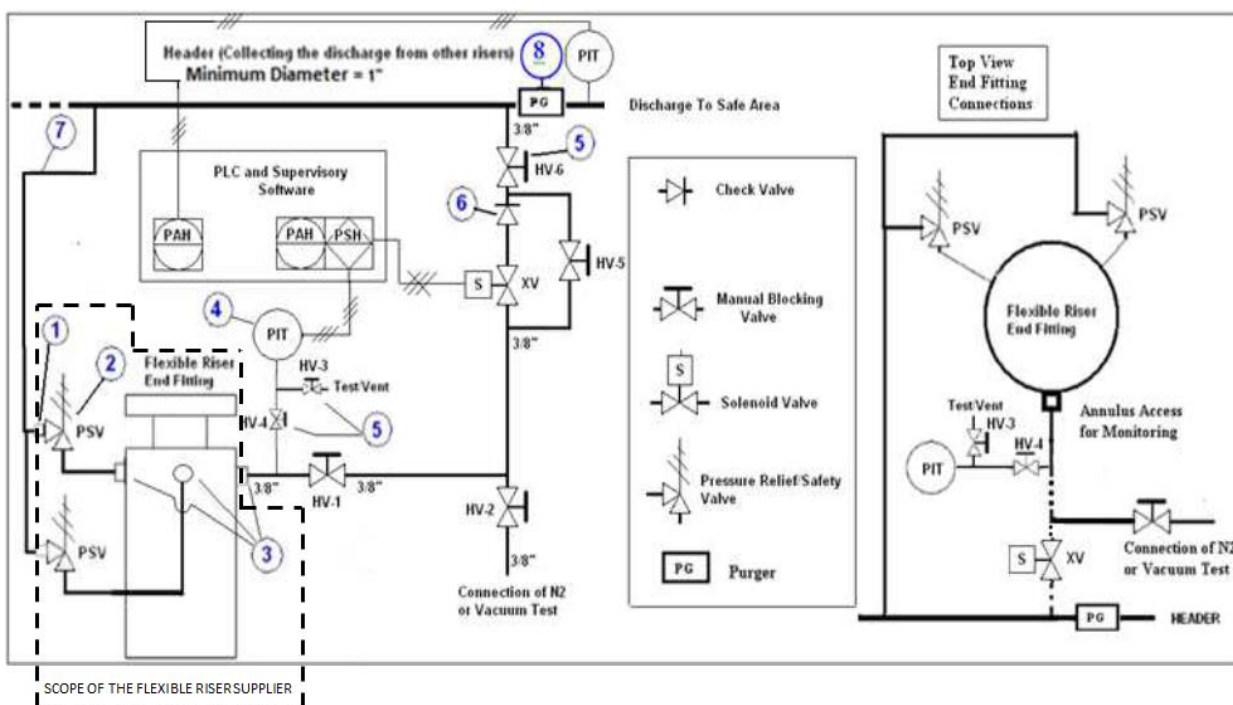 Header (Collecting the discharge from other risers)
Minimum Diameter = 1"
8
PIT
PG
Discharge To Safe Area
3/8"
7
5
HV-6
PLC and Supervisory
Software
6
PAH
PAH
PSH
S
XV
HV-5
4
PIT
3/8"
1
2
Flexible Riser
End Fitting
HV-3
Test/Vent
PSV
HV-4
5
3/8"
HV-1
3/8"
HV-2
PSV
3
3/8"
Connection of N2
or Vacuum Test
SCOPE OF THE FLEXIBLE RISER SUPPLIER
Check Valve
Manual Blocking
Valve
S
Solenoid Valve
Pressure Relief/Safety
Valve
PG
Purger
Top View
End Fitting
Connections
PSV
PSV
Flexible Riser
End Fitting
Annulus Access
for Monitoring
Test/Vent
HV-3
HV-4
PIT
Connection of N2
or Vacuum Test
S
XV
PG
HEADER